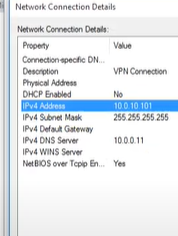 Network Connection Details
Network Connection Details:
Property Value
Connection-specific DN...
Description VPN Connection
Physical Address
DHCP Enabled No
IPv4 Address 10.0.10.101
IPv4 Subnet Mask 255.255.255.255
IPv4 Default Gateway
IPv4 DNS Server 10.0.0.11
IPv4 WINS Server
NetBIOS over Tcpip En... Yes